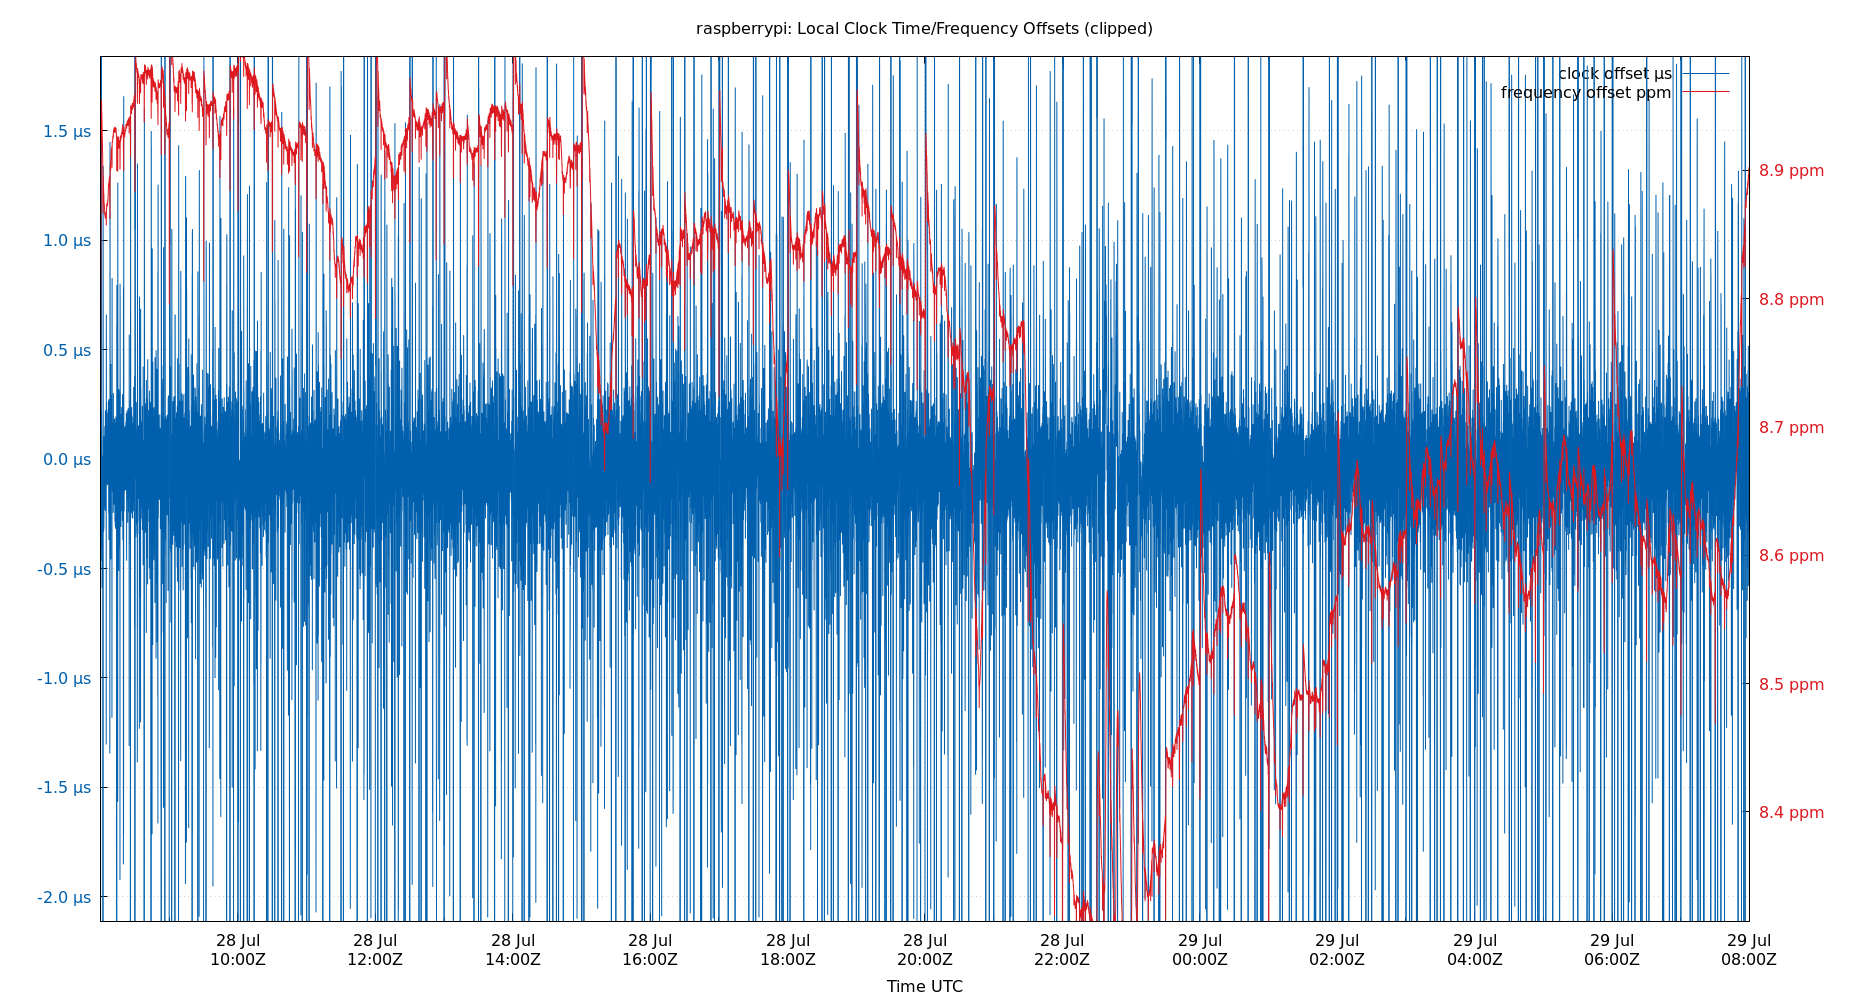 raspberrypi: Local Clock Time/Frequency Offsets (clipped)
clock offset µs
frequency offset ppm
1.5 µs
1.0 µs
0.5 µs
0.0 µs
-0.5 µs
-1.0 µs
-1.5 µs
-2.0 µs
8.9 ppm
8.8 ppm
8.7 ppm
8.6 ppm
8.5 ppm
8.4 ppm
28 Jul 28 Jul 28 Jul 28 Jul 28 Jul 28 Jul 28 Jul 29 Jul 29 Jul 29 Jul 29 Jul 29 Jul
10:00Z 12:00Z 14:00Z 16:00Z 18:00Z 20:00Z 22:00Z 00:00Z 02:00Z 04:00Z 06:00Z 08:00Z
Time UTC